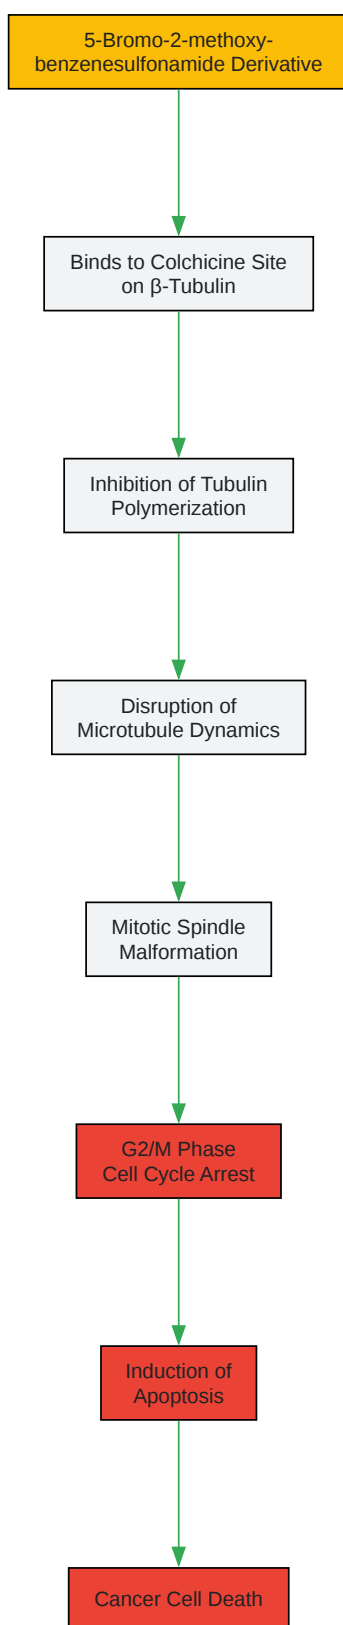 5-Bromo-2-methoxy-
benzenesulfonamide Derivative
Binds to Colchicine Site
on β-Tubulin
Inhibition of Tubulin
Polymerization
Disruption of
Microtubule Dynamics
Mitotic Spindle
Malformation
G2/M Phase
Cell Cycle Arrest
Induction of
Apoptosis
Cancer Cell Death